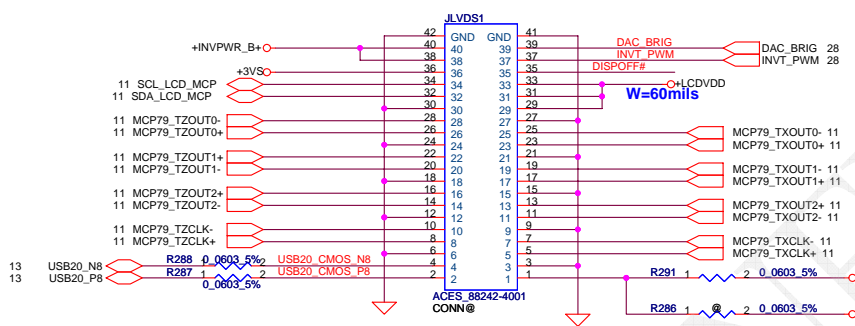 JLVDS1
42 GND GND 41
+INVPWR_B+ 40 40 39 39 DAC_BRIG DAC_BRIG 28
38 38 37 37 INVT_PWM INVT_PWM 28
+3VS 36 36 35 35 DISPOFF#
11 SCL_LCD_MCP 34 34 33 33 +LCDVDD
11 SDA_LCD_MCP 32 32 31 31 W=60mils
30 30 29 29
11 MCP79_TZOUT0- 28 28 27 27
11 MCP79_TZOUT0+ 26 26 25 25 MCP79_TXOUT0- 11
24 24 23 23 MCP79_TXOUT0+ 11
11 MCP79_TZOUT1+ 22 22 21 21
11 MCP79_TZOUT1- 20 20 19 19 MCP79_TXOUT1- 11
18 18 17 17 MCP79_TXOUT1+ 11
11 MCP79_TZOUT2+ 16 16 15 15
11 MCP79_TZOUT2- 14 14 13 13 MCP79_TXOUT2+ 11
12 12 11 11 MCP79_TXOUT2- 11
11 MCP79_TZCLK- 10 10 9 9
11 MCP79_TZCLK+ 8 8 7 7 MCP79_TXCLK- 11
6 6 5 5 MCP79_TXCLK+ 11
13 USB20_N8 R288 1 0_0603_5% 2 USB20_CMOS_N8 4 4 3 3
13 USB20_P8 R287 1 2 USB20_CMOS_P8 2 2 1 1 R291 1 2 0_0603_5%
0_0603_5%
ACES_88242-4001
CONN@
R286 1 @ 2 0_0603_5%